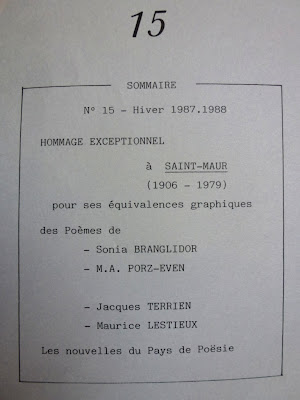 15
SOMMAIRE
N° 15 - Hiver 1987.1988
HOMMAGE EXCEPTIONNEL
à SAINT-MAUR
(1906 - 1979)
pour ses équivalences graphiques
des Poèmes de
- Sonia BRANGLIDOR
- M.A. PORZ-EVEN
- Jacques TERRIEN
- Maurice LESTIEUX
Les nouvelles du Pays de Poësie